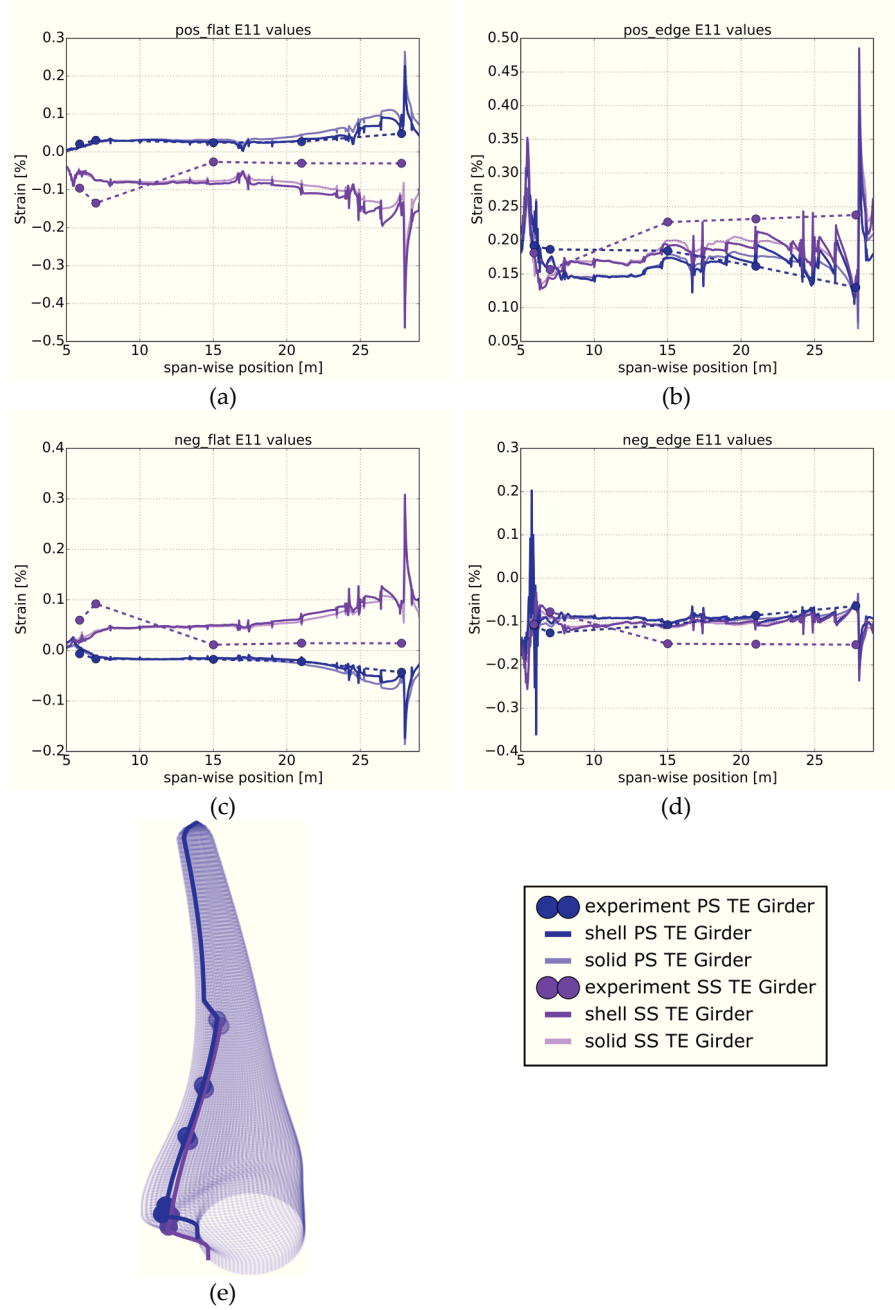 pos_flat E11 values
0.3
0.2
0.1
0.0
−0.1
−0.2
−0.3
−0.4
−0.5
Strain [%]
5 10 15 20 25
span-wise position [m]
(a)
pos_edge E11 values
0.50
0.45
0.40
0.35
0.30
0.25
0.20
0.15
0.10
0.05
Strain [%]
5 10 15 20 25
span-wise position [m]
(b)
neg_flat E11 values
0.4
0.3
0.2
0.1
0.0
−0.1
−0.2
Strain [%]
5 10 15 20 25
span-wise position [m]
(c)
neg_edge E11 values
0.3
0.2
0.1
0.0
−0.1
−0.2
−0.3
−0.4
Strain [%]
5 10 15 20 25
span-wise position [m]
(d)
(e)
experiment PS TE Girder
shell PS TE Girder
solid PS TE Girder
experiment SS TE Girder
shell SS TE Girder
solid SS TE Girder